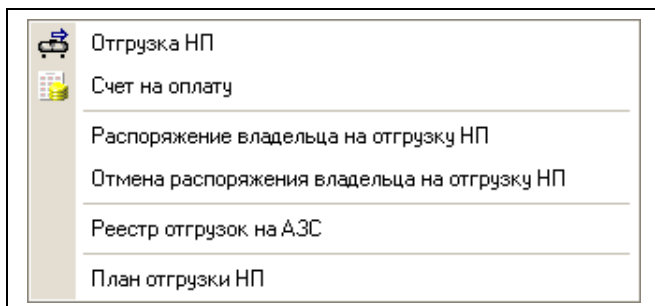 Отгрузка НП
Счет на оплату
Распоряжение владельца на отгрузку НП
Отмена распоряжения владельца на отгрузку НП
Реестр отгрузок на АЗС
План отгрузки НП